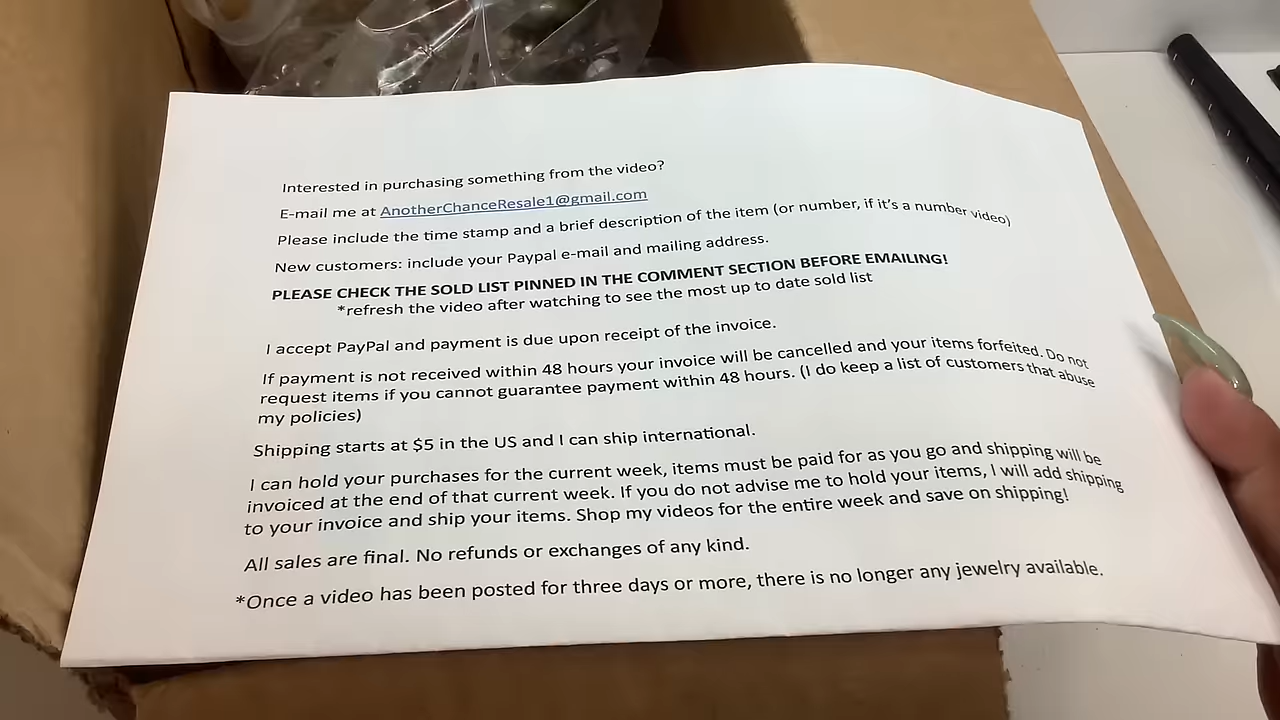 Interested in purchasing something from the video?
E-mail me at AnotherChanceResale1@gmail.com
Please include the time stamp and a brief description of the item (or number, if it's a number video)
New customers: include your Paypal e-mail and mailing address.
PLEASE CHECK THE SOLD LIST PINNED IN THE COMMENT SECTION BEFORE EMAILING!
*refresh the video after watching to see the most up to date sold list
I accept PayPal and payment is due upon receipt of the invoice.
If payment is not received within 48 hours your invoice will be cancelled and your items forfeited. Do not
request items if you cannot guarantee payment within 48 hours. (I do keep a list of customers that abuse
my policies)
Shipping starts at $5 in the US and I can ship international.
I can hold your purchases for the current week, items must be paid for as you go and shipping will be
invoiced at the end of that current week. If you do not advise me to hold your items, I will add shipping
to your invoice and ship your items. Shop my videos for the entire week and save on shipping!
All sales are final. No refunds or exchanges of any kind.
*Once a video has been posted for three days or more, there is no longer any jewelry available.